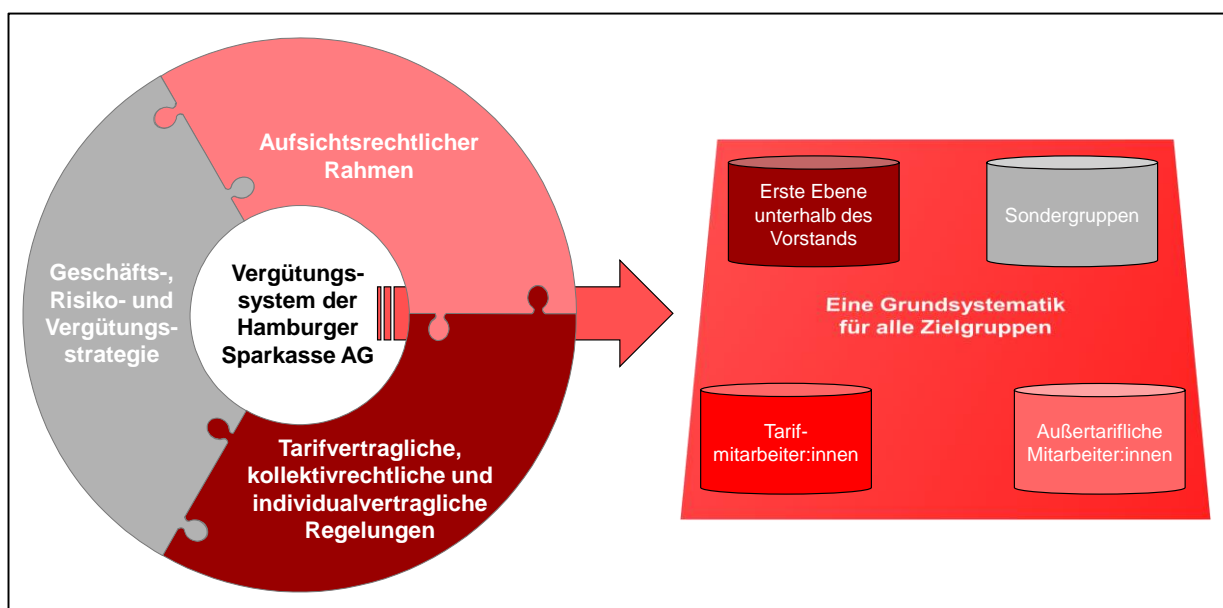 Aufsichtsrechtlicher
Rahmen
Geschäfts-,
Risiko- und
Vergütungs-
strategie
Vergütungs-
system der
Hamburger
Sparkasse AG
Tarifvertragliche,
kollektivrechtliche und
individualvertragliche
Regelungen
Erste Ebene
unterhalb des
Vorstands
Sondergruppen
Eine Grundsystematik
für alle Zielgruppen
Tarif-
mitarbeiter:innen
Außertarifliche
Mitarbeiter:innen